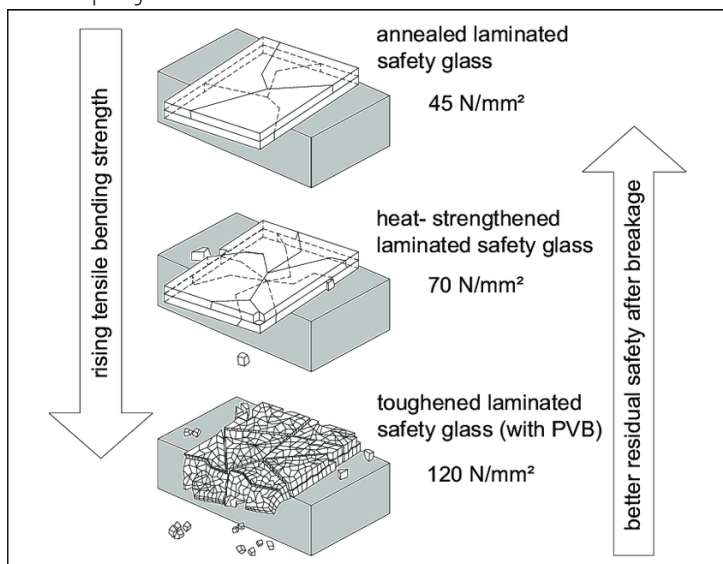 annealed laminated
safety glass
45 N/mm²
rising tensile bending strength
heat- strengthened
laminated safety glass
70 N/mm²
better residual safety after breakage
toughened laminated
safety glass (with PVB)
120 N/mm²